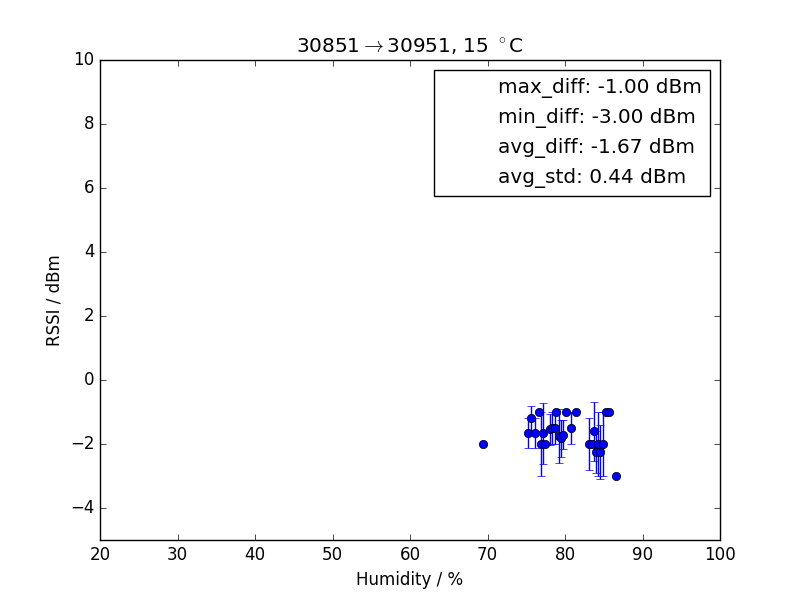 30851→30951, 15 °C
max_diff: -1.00 dBm
min_diff: -3.00 dBm
avg_diff: -1.67 dBm
avg_std: 0.44 dBm
RSSI / dBm
10
8
6
4
2
0
−2
−4
20 30 40 50 60 70 80 90 100
Humidity / %